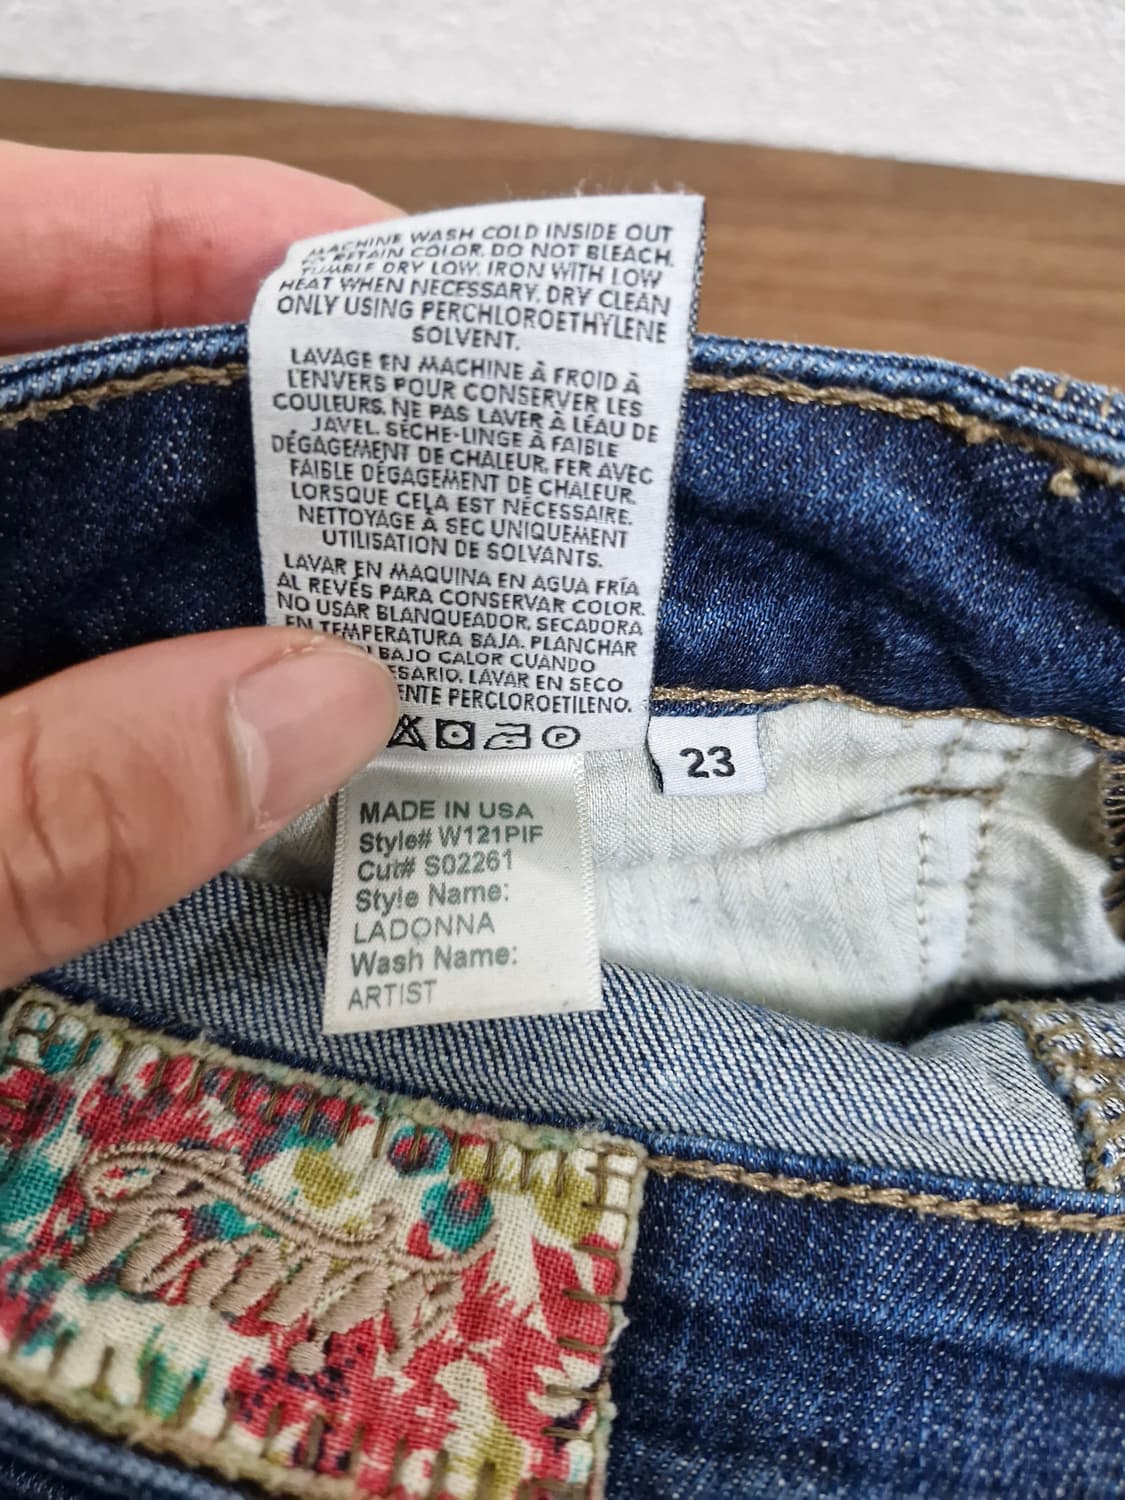 MACHINE WASH COLD INSIDE OUT
TO RETAIN COLOR. DO NOT BLEACH.
TUMBLE DRY LOW. IRON WITH LOW
HEAT WHEN NECESSARY. DRY CLEAN
ONLY USING PERCHLOROETHYLENE
SOLVENT.
LAVAGE EN MACHINE À FROID À
L'ENVERS POUR CONSERVER LES
COULEURS. NE PAS LAVER À L'EAU DE
JAVEL. SÈCHE-LINGE À FAIBLE
DÉGAGEMENT DE CHALEUR. FER AVEC
FAIBLE DÉGAGEMENT DE CHALEUR
LORSQUE CELA EST NÉCESSAIRE.
NETTOYAGE À SEC UNIQUEMENT
UTILISATION DE SOLVANTS.
LAVAR EN MAQUINA EN AGUA FRÍA
AL REVÉS PARA CONSERVAR COLOR.
NO USAR BLANQUEADOR. SECADORA
EN TEMPERATURA BAJA. PLANCHAR
BAJO CALOR CUANDO
ESARIO. LAVAR EN SECO
ENTE PERCLOROETILENO.
P
23
MADE IN USA
Style# W121PIF
Cut# S02261
Style Name:
LADONNA
Wash Name:
ARTIST